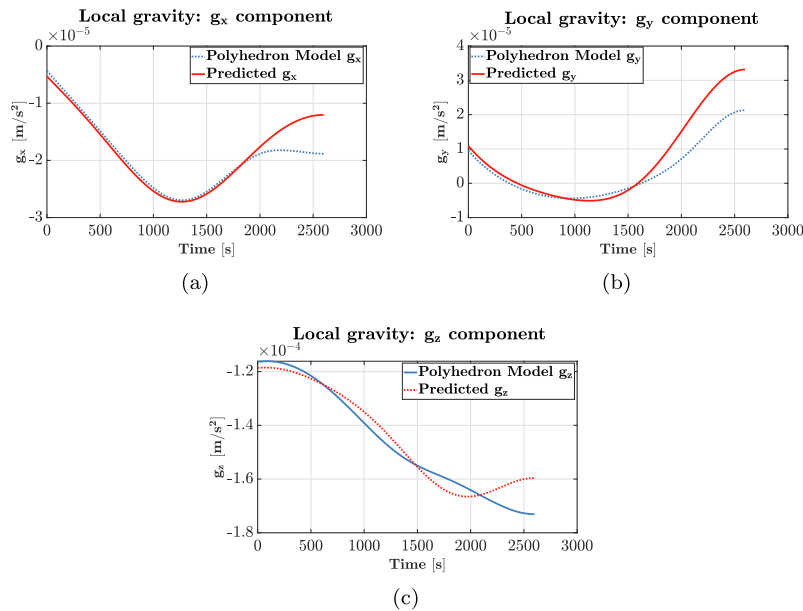 Local gravity: gx component
×10⁻⁵
0
-1
-2
-3
gx [m/s²]
Polyhedron Model gx
Predicted gx
0 500 1000 1500 2000 2500 3000
Time [s]
(a)
Local gravity: gy component
×10⁻⁵
4
3
2
1
0
-1
gy [m/s²]
Polyhedron Model gy
Predicted gy
0 500 1000 1500 2000 2500 3000
Time [s]
(b)
Local gravity: gz component
×10⁻⁴
-1.2
-1.4
-1.6
-1.8
gz [m/s²]
Polyhedron Model gz
Predicted gz
0 500 1000 1500 2000 2500 3000
Time [s]
(c)